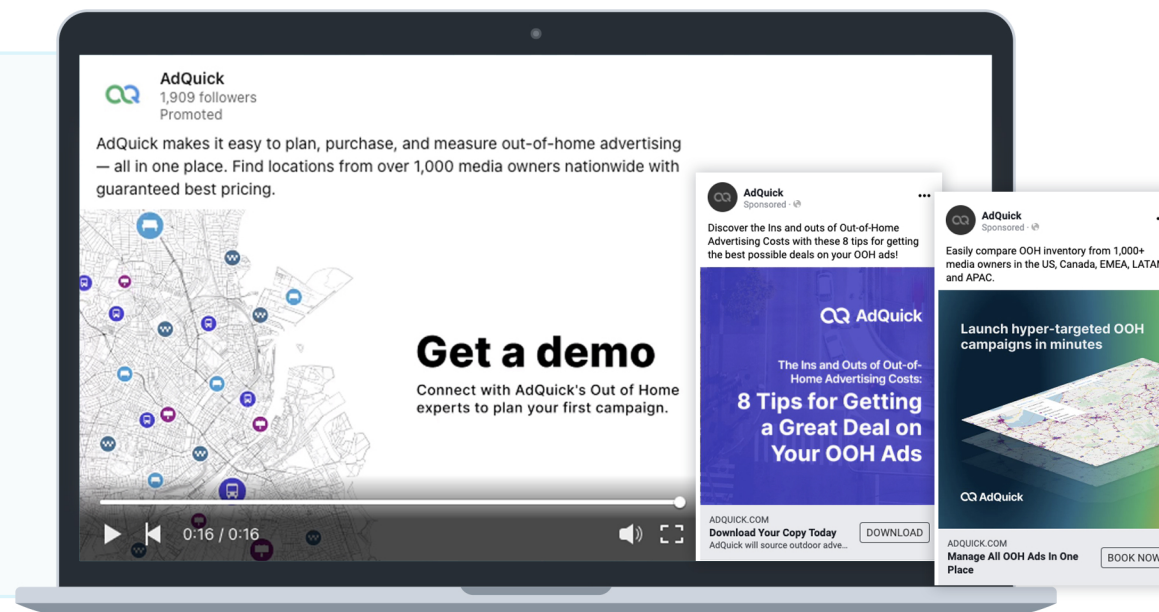 AdQuick
1,909 followers
Promoted
AdQuick makes it easy to plan, purchase, and measure out-of-home advertising
— all in one place. Find locations from over 1,000 media owners nationwide with
guaranteed best pricing.
Get a demo
Connect with AdQuick's Out of Home
experts to plan your first campaign.
0:16 / 0:16
AdQuick
Sponsored ·
Discover the Ins and outs of Out-of-Home
Advertising Costs with these 8 tips for getting
the best possible deals on your OOH ads!
AdQuick
The Ins and Outs of Out-of-
Home Advertising Costs:
8 Tips for Getting
a Great Deal on
Your OOH Ads
ADQUICK.COM
Download Your Copy Today
AdQuick will source outdoor adve...
DOWNLOAD
AdQuick
Sponsored ·
Easily compare OOH inventory from 1,000+
media owners in the US, Canada, EMEA, LATAM
and APAC.
Launch hyper-targeted OOH
campaigns in minutes
AdQuick
ADQUICK.COM
Manage All OOH Ads In One
Place
BOOK NOW